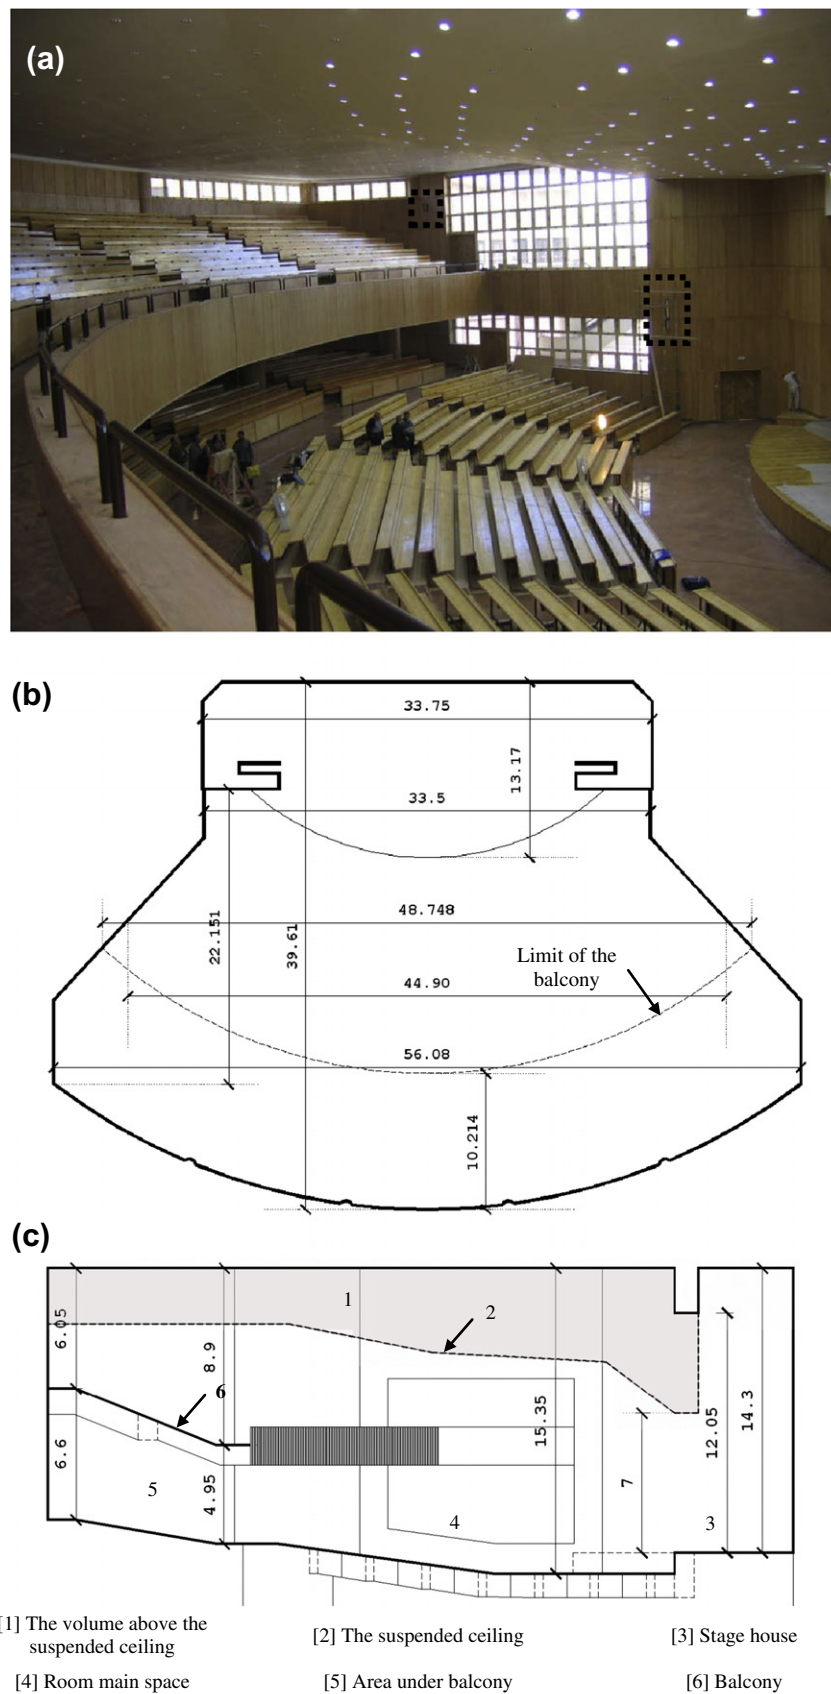 (a)
(b)
33.75
13.17
33.5
48.748
22.151
39.61
Limit of the
balcony
44.90
56.08
10.214
(c)
1
2
6.05
8.9
6
15.35
12.05
14.3
6.6
5
4.95
4
7
3
[1] The volume above the
suspended ceiling
[2] The suspended ceiling
[3] Stage house
[4] Room main space
[5] Area under balcony
[6] Balcony